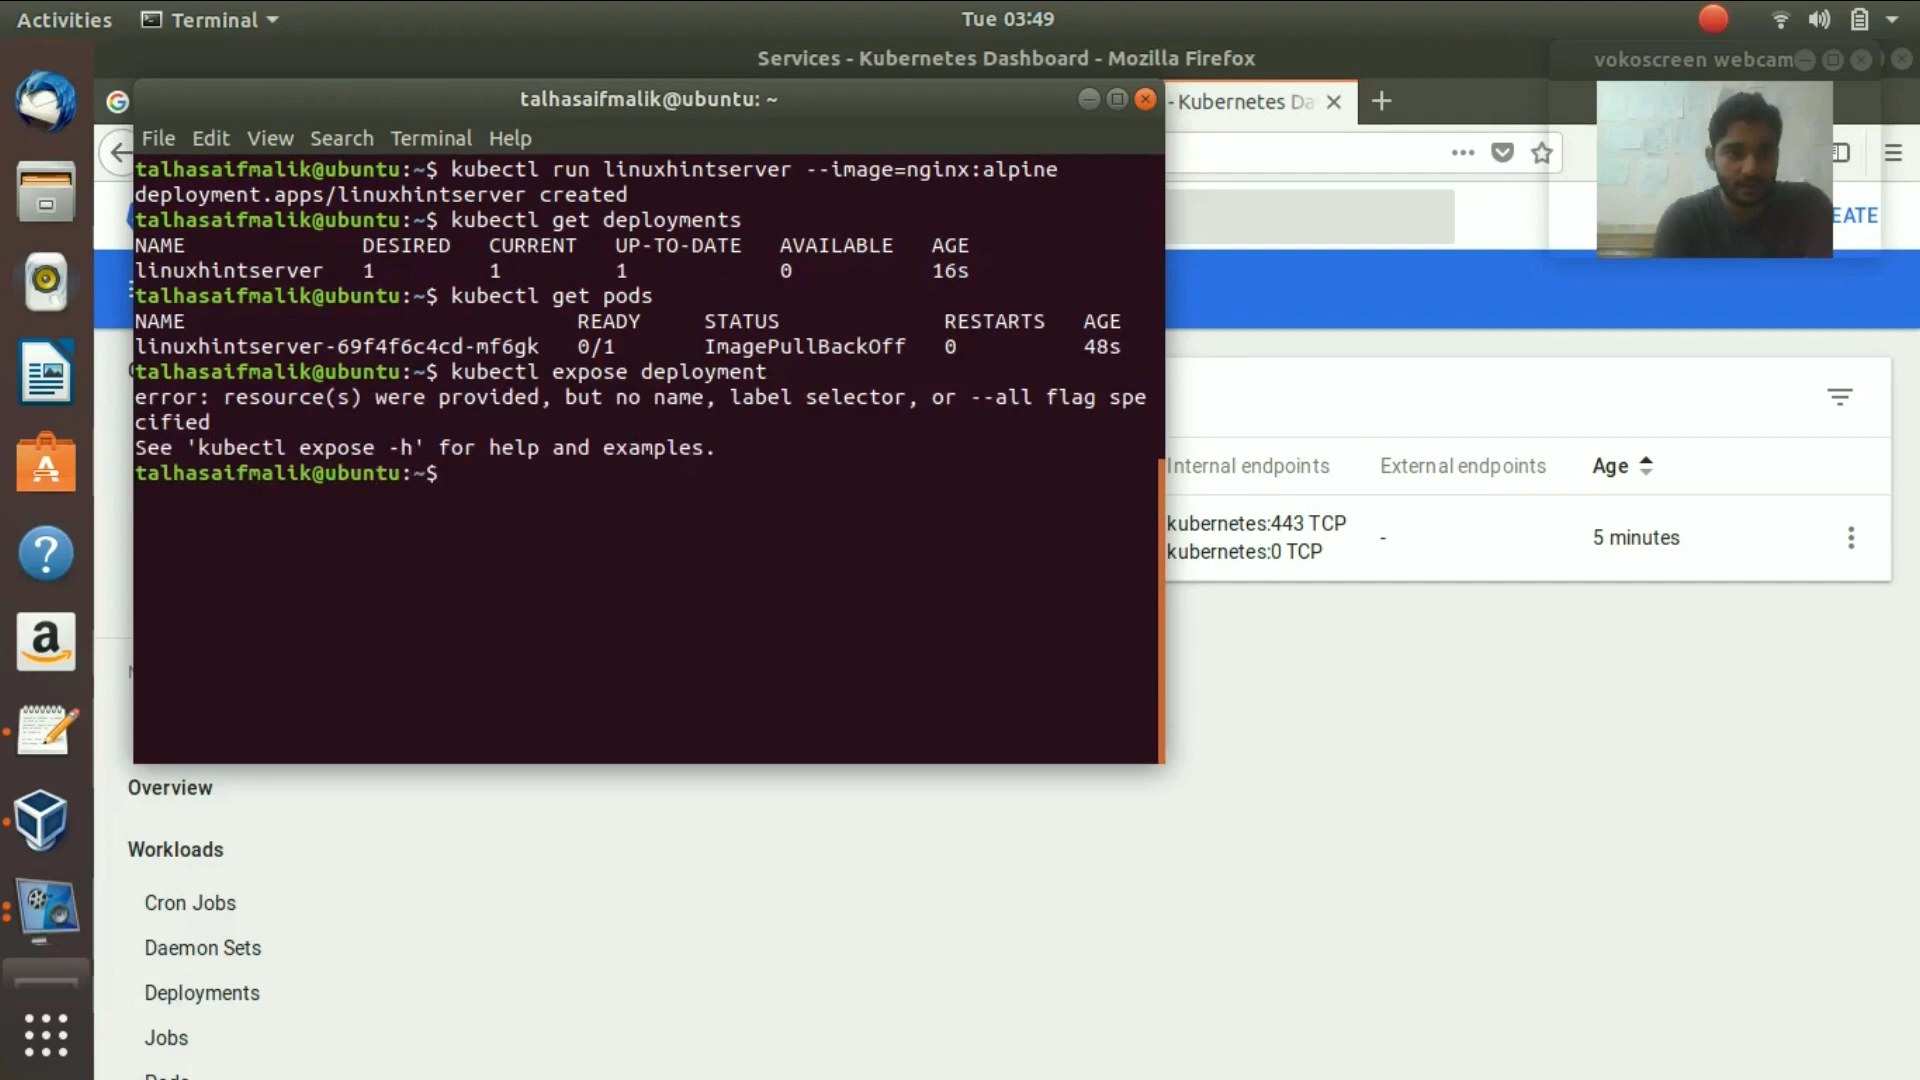 Activities Terminal Tue 03:49
Services - Kubernetes Dashboard - Mozilla Firefox
vokoscreen webcam
talhasaifmalik@ubuntu: ~
- Kubernetes Da
File Edit View Search Terminal Help
talhasaifmalik@ubuntu:~$ kubectl run linuxhintserver --image=nginx:alpine
deployment.apps/linuxhintserver created
talhasaifmalik@ubuntu:~$ kubectl get deployments
NAME DESIRED CURRENT UP-TO-DATE AVAILABLE AGE
linuxhintserver 1 1 1 0 16s
talhasaifmalik@ubuntu:~$ kubectl get pods
NAME READY STATUS RESTARTS AGE
linuxhintserver-69f4f6c4cd-mf6gk 0/1 ImagePullBackOff 0 48s
talhasaifmalik@ubuntu:~$ kubectl expose deployment
error: resource(s) were provided, but no name, label selector, or --all flag spe
cified
See 'kubectl expose -h' for help and examples.
talhasaifmalik@ubuntu:~$
EATE
Internal endpoints External endpoints Age
kubernetes:443 TCP
kubernetes:0 TCP
- 5 minutes
Overview
Workloads
Cron Jobs
Daemon Sets
Deployments
Jobs